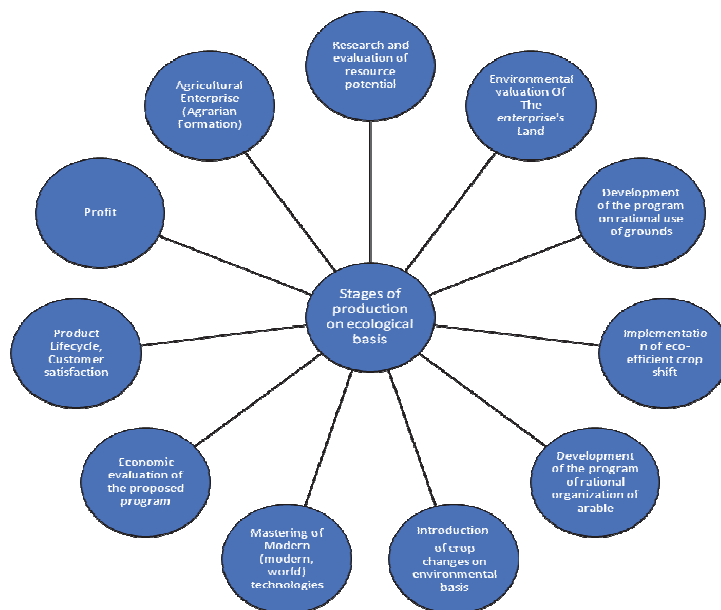 Research and
evaluation of
resource
potential
Environmental
valuation Of
The
enterprise's
Land
Development
of the program
on rational use
of grounds
Implementatio
n of eco-
efficient crop
shift
Development
of the program
of rational
organization of
arable
Introduction
of crop
changes on
environmental
basis
Mastering of
Modern
(modern,
world)
technologies
Economic
evaluation of
the proposed
program
Product
Lifecycle,
Customer
satisfaction
Profit
Agricultural
Enterprise
(Agrarian
Formation)
Stages of
production
on ecological
basis